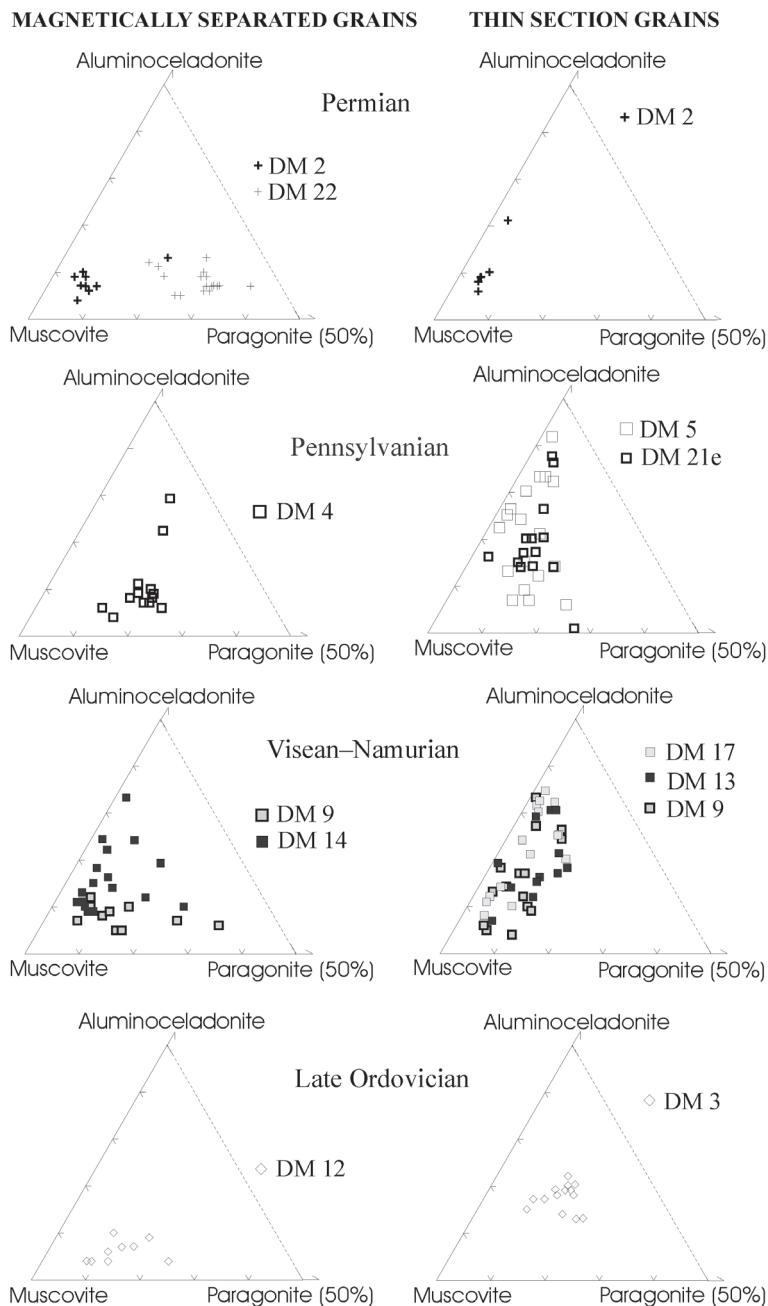 MAGNETICALLY SEPARATED GRAINS
THIN SECTION GRAINS
Aluminoceladonite
Aluminoceladonite
Permian
DM 2
DM 2
DM 22
Muscovite
Paragonite (50%)
Muscovite
Paragonite (50%)
Aluminoceladonite
Aluminoceladonite
Pennsylvanian
DM 5
DM 21e
DM 4
Muscovite
Paragonite (50%)
Muscovite
Paragonite (50%)
Aluminoceladonite
Aluminoceladonite
Visean–Namurian
DM 17
DM 13
DM 9
DM 9
DM 14
Muscovite
Paragonite (50%)
Muscovite
Paragonite (50%)
Aluminoceladonite
Aluminoceladonite
Late Ordovician
DM 3
DM 12
Muscovite
Paragonite (50%)
Muscovite
Paragonite (50%)